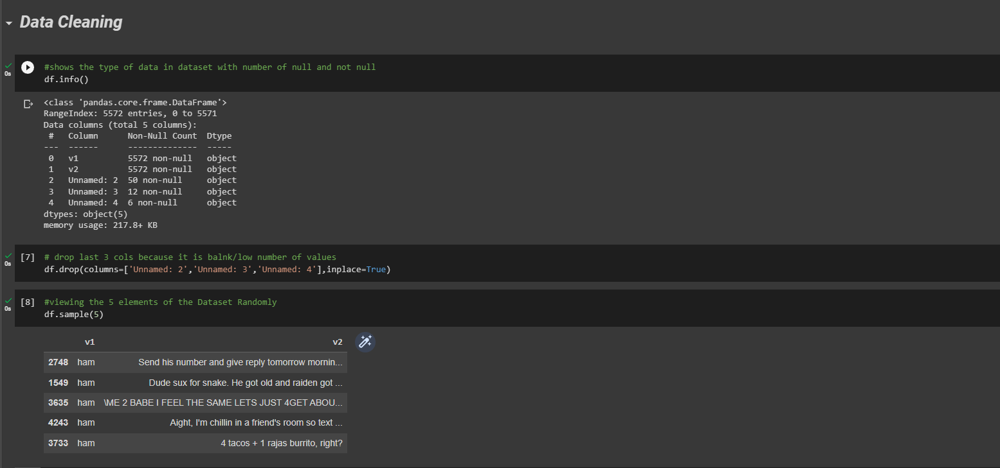 Data Cleaning
0s
#shows the type of data in dataset with number of null and not null
df.info()
<class 'pandas.core.frame.DataFrame'>
RangeIndex: 5572 entries, 0 to 5571
Data columns (total 5 columns):
 #   Column      Non-Null Count  Dtype
---  ------      --------------  -----
 0   v1          5572 non-null   object
 1   v2          5572 non-null   object
 2   Unnamed: 2  50 non-null     object
 3   Unnamed: 3  12 non-null     object
 4   Unnamed: 4  6 non-null      object
dtypes: object(5)
memory usage: 217.8+ KB
[7] # drop last 3 cols because it is balnk/low number of values
0s
df.drop(columns=['Unnamed: 2','Unnamed: 3','Unnamed: 4'],inplace=True)
[8] #viewing the 5 elements of the Dataset Randomly
0s
df.sample(5)
v1 v2
2748 ham Send his number and give reply tomorrow mornin...
1549 ham Dude sux for snake. He got old and raiden got ...
3635 ham \ME 2 BABE I FEEL THE SAME LETS JUST 4GET ABOU...
4243 ham Aight, I'm chillin in a friend's room so text ...
3733 ham 4 tacos + 1 rajas burrito, right?